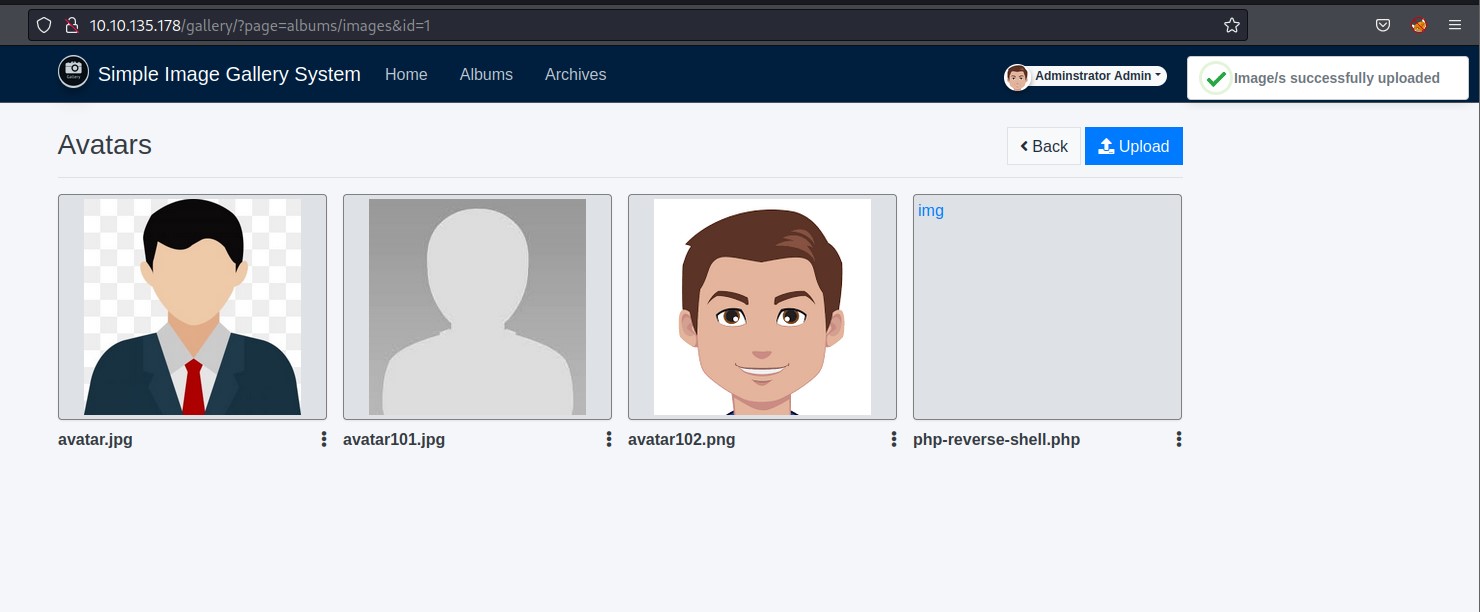 10.10.135.178/gallery/?page=albums/images&id=1
Simple Image Gallery System Home Albums Archives Adminstrator Admin Image/s successfully uploaded
Avatars Back Upload
img
avatar.jpg avatar101.jpg avatar102.png php-reverse-shell.php